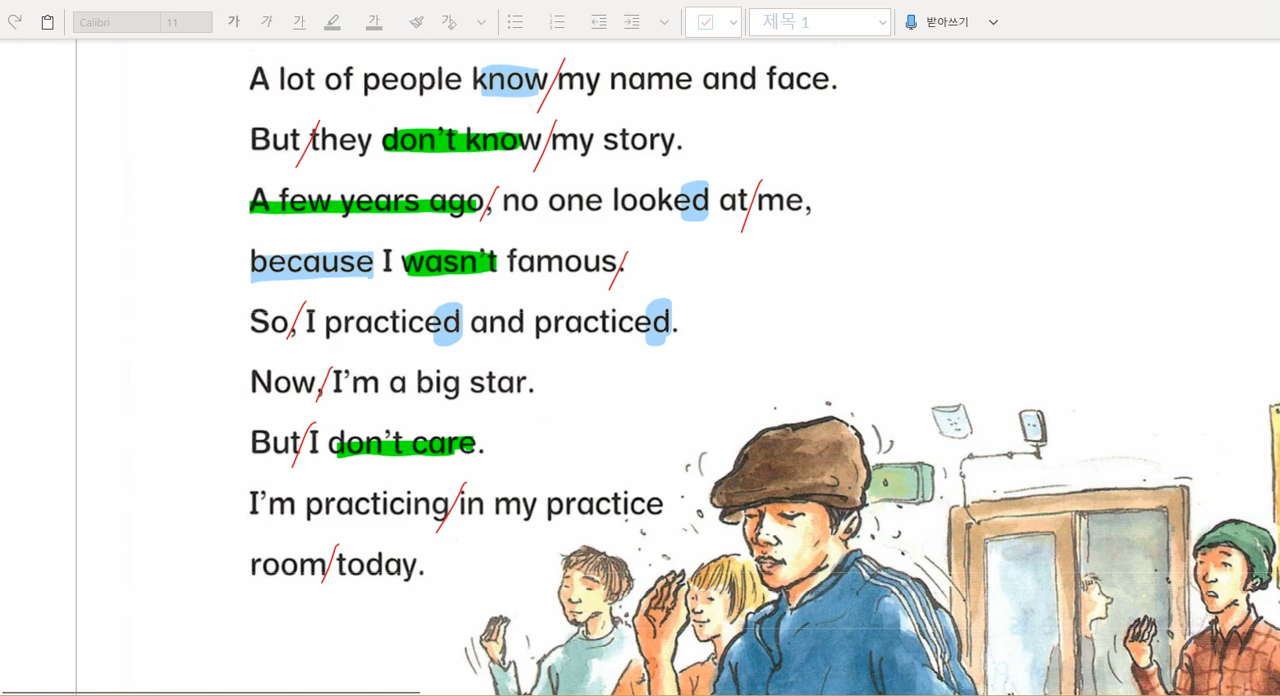 Calibri 11 가 가 가 가 가 제목 1 받아쓰기
A lot of people know my name and face.
But they don't know my story.
A few years ago, no one looked at me,
because I wasn't famous.
So, I practiced and practiced.
Now, I'm a big star.
But I don't care.
I'm practicing in my practice
room today.